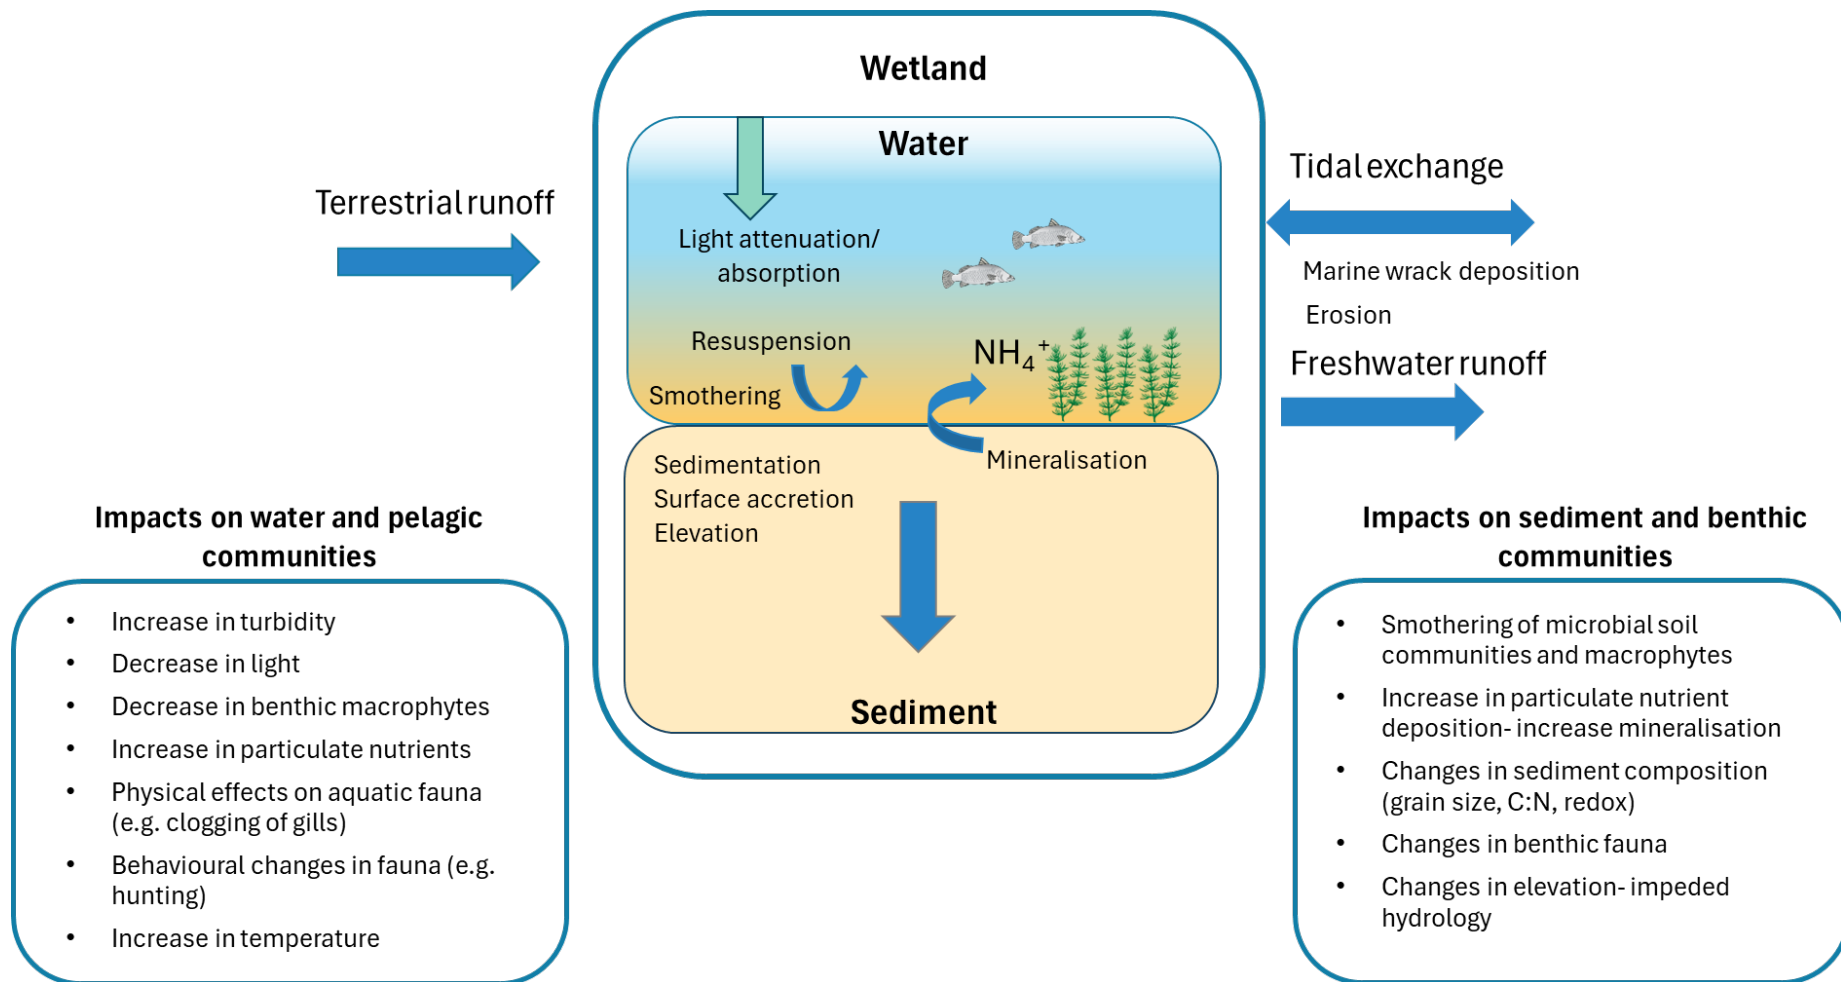 Wetland
Water
Terrestrial runoff
Light attenuation/
absorption
Resuspension
Smothering
NH₄⁺
Mineralisation
Sedimentation
Surface accretion
Elevation
Sediment
Tidal exchange
Marine wrack deposition
Erosion
Freshwater runoff
Impacts on water and pelagic
communities
• Increase in turbidity
• Decrease in light
• Decrease in benthic macrophytes
• Increase in particulate nutrients
• Physical effects on aquatic fauna
(e.g. clogging of gills)
• Behavioural changes in fauna (e.g.
hunting)
• Increase in temperature
Impacts on sediment and benthic
communities
• Smothering of microbial soil
communities and macrophytes
• Increase in particulate nutrient
deposition- increase mineralisation
• Changes in sediment composition
(grain size, C:N, redox)
• Changes in benthic fauna
• Changes in elevation- impeded
hydrology